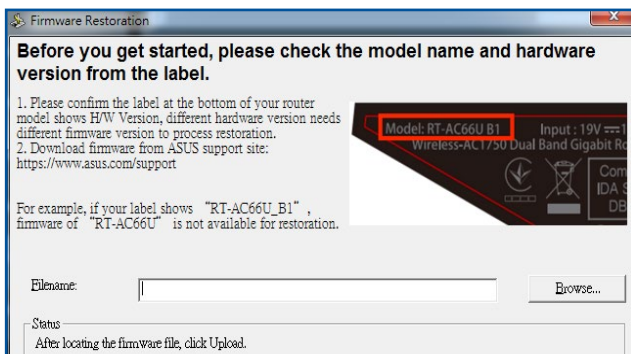 Firmware Restoration
Before you get started, please check the model name and hardware
version from the label.
1. Please confirm the label at the bottom of your router
model shows H/W Version, different hardware version needs
different firmware version to process restoration.
2. Download firmware from ASUS support site:
https://www.asus.com/support
For example, if your label shows “RT-AC66U_B1”,
firmware of “RT-AC66U” is not available for restoration.
Model: RT-AC66U B1 Input : 19V
Wireless-AC1750 Dual Band Gigabit Ro
Com
IDA S
DB
Filename:
Browse...
Status
After locating the firmware file, click Upload.